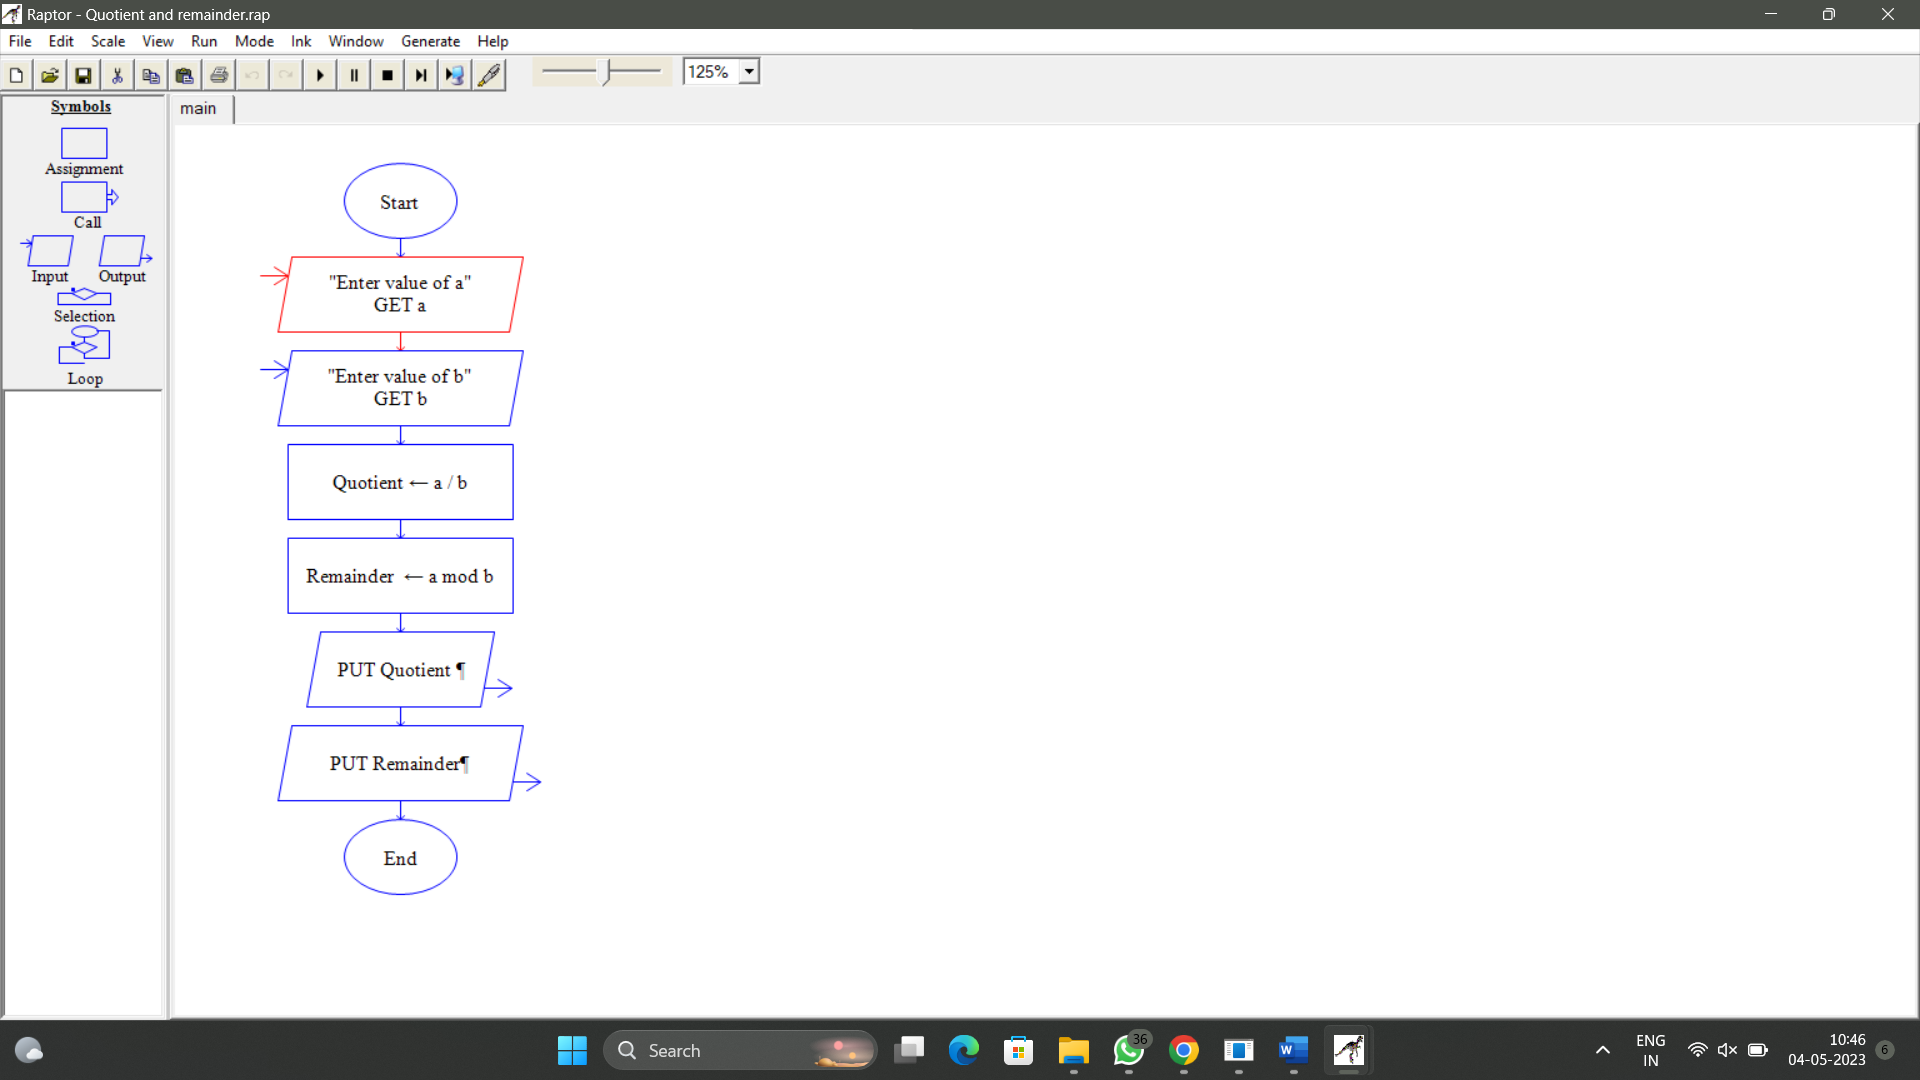 Raptor - Quotient and remainder.rap
File Edit Scale View Run Mode Ink Window Generate Help
125%
Symbols
Assignment
Call
Input Output
Selection
Loop
main
Start
"Enter value of a"
GET a
"Enter value of b"
GET b
Quotient ← a / b
Remainder ← a mod b
PUT Quotient ¶
PUT Remainder¶
End
Search
36
W
ENG
IN
10:46
04-05-2023
6